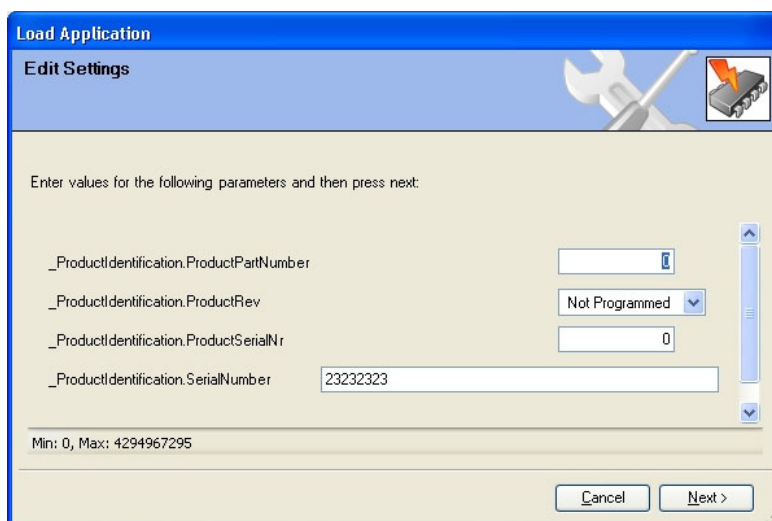 Load Application
Edit Settings
Enter values for the following parameters and then press next:
_ProductIdentification.ProductPartNumber 0
_ProductIdentification.ProductRev Not Programmed
_ProductIdentification.ProductSerialNr 0
_ProductIdentification.SerialNumber 23232323
Min: 0, Max: 4294967295
Cancel Next >